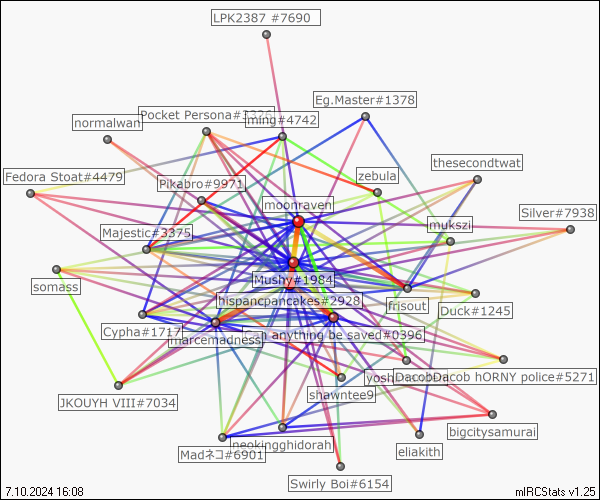 LPK2387 #7690
Eg.Master#1378
Pocket Persona#3326
ming#4742
normalwan
thesecondtwat
zebula
Fedora Stoat#4479
Pikabro#9971
moonraven
Silver#7938
mukszi
Majestic#3375
Mushy#1984
somass
hispancpancakes#2928
frisout
Duck#1245
Cypha#1717
marcemadness
anything be saved#0396
DacobDacob hORNY police#5271
shawntee9
JKOUYH VIII#7034
bigcitysamurai
neokingghidorah
eliakith
Madネコ#6901
Swirly Boi#6154
7.10.2024 16:08
mIRCStats v1.25